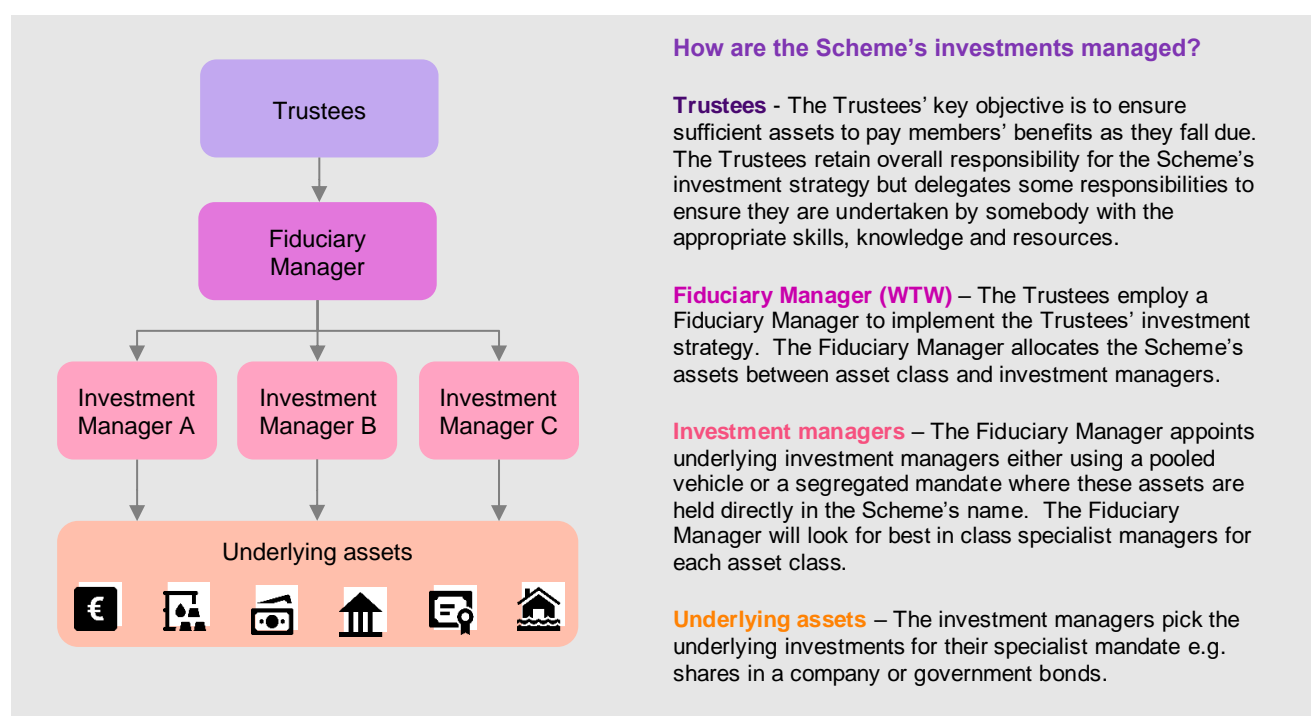 Trustees
Fiduciary
Manager
Investment
Manager A
Investment
Manager B
Investment
Manager C
Underlying assets
€
How are the Scheme’s investments managed?
Trustees - The Trustees’ key objective is to ensure
sufficient assets to pay members’ benefits as they fall due.
The Trustees retain overall responsibility for the Scheme’s
investment strategy but delegates some responsibilities to
ensure they are undertaken by somebody with the
appropriate skills, knowledge and resources.
Fiduciary Manager (WTW) – The Trustees employ a
Fiduciary Manager to implement the Trustees’ investment
strategy.  The Fiduciary Manager allocates the Scheme’s
assets between asset class and investment managers.
Investment managers – The Fiduciary Manager appoints
underlying investment managers either using a pooled
vehicle or a segregated mandate where these assets are
held directly in the Scheme’s name.  The Fiduciary
Manager will look for best in class specialist managers for
each asset class.
Underlying assets – The investment managers pick the
underlying investments for their specialist mandate e.g.
shares in a company or government bonds.